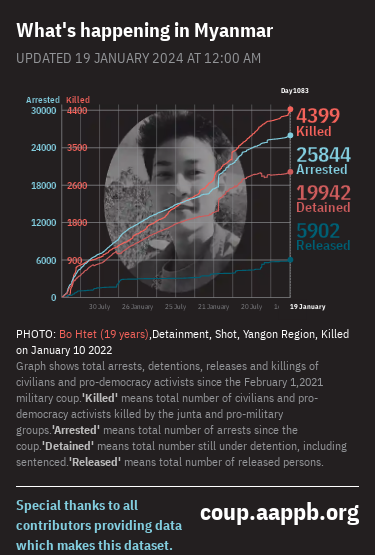 What's happening in Myanmar
UPDATED 19 JANUARY 2024 AT 12:00 AM
Day1083
Arrested Killed
30000 4400
4399
Killed
24000 3500
25844
Arrested
18000 2600
19942
Detained
12000 1800
5902
Released
6000 900
0
30 July 26 January 25 July 21 January 20 July 19 January
PHOTO: Bo Htet (19 years),Detainment, Shot, Yangon Region, Killed
on January 10 2022
Graph shows total arrests, detentions, releases and killings of
civilians and pro-democracy activists since the February 1,2021
military coup.'Killed' means total number of civilians and pro-
democracy activists killed by the junta and pro-military
groups.'Arrested' means total number of arrests since the
coup.'Detained' means total number still under detention, including
sentenced.'Released' means total number of released persons.
Special thanks to all
contributors providing data
which makes this dataset.
coup.aappb.org